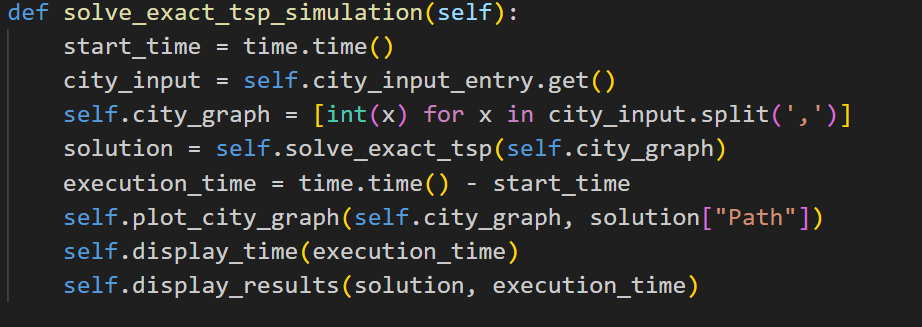 def solve_exact_tsp_simulation(self):
    start_time = time.time()
    city_input = self.city_input_entry.get()
    self.city_graph = [int(x) for x in city_input.split(',')]
    solution = self.solve_exact_tsp(self.city_graph)
    execution_time = time.time() - start_time
    self.plot_city_graph(self.city_graph, solution["Path"])
    self.display_time(execution_time)
    self.display_results(solution, execution_time)